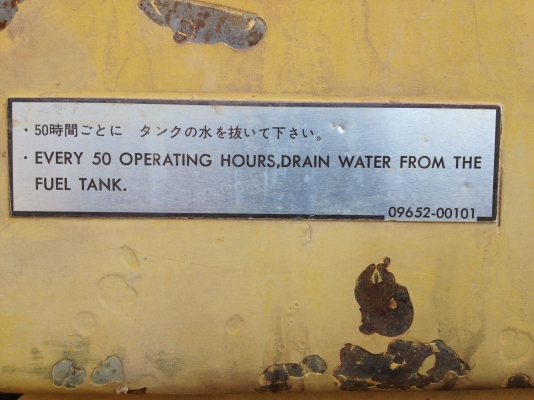 ・50時間ごとに　タンクの水を抜いて下さい。
・EVERY 50 OPERATING HOURS,DRAIN WATER FROM THE
FUEL TANK.
09652-00101